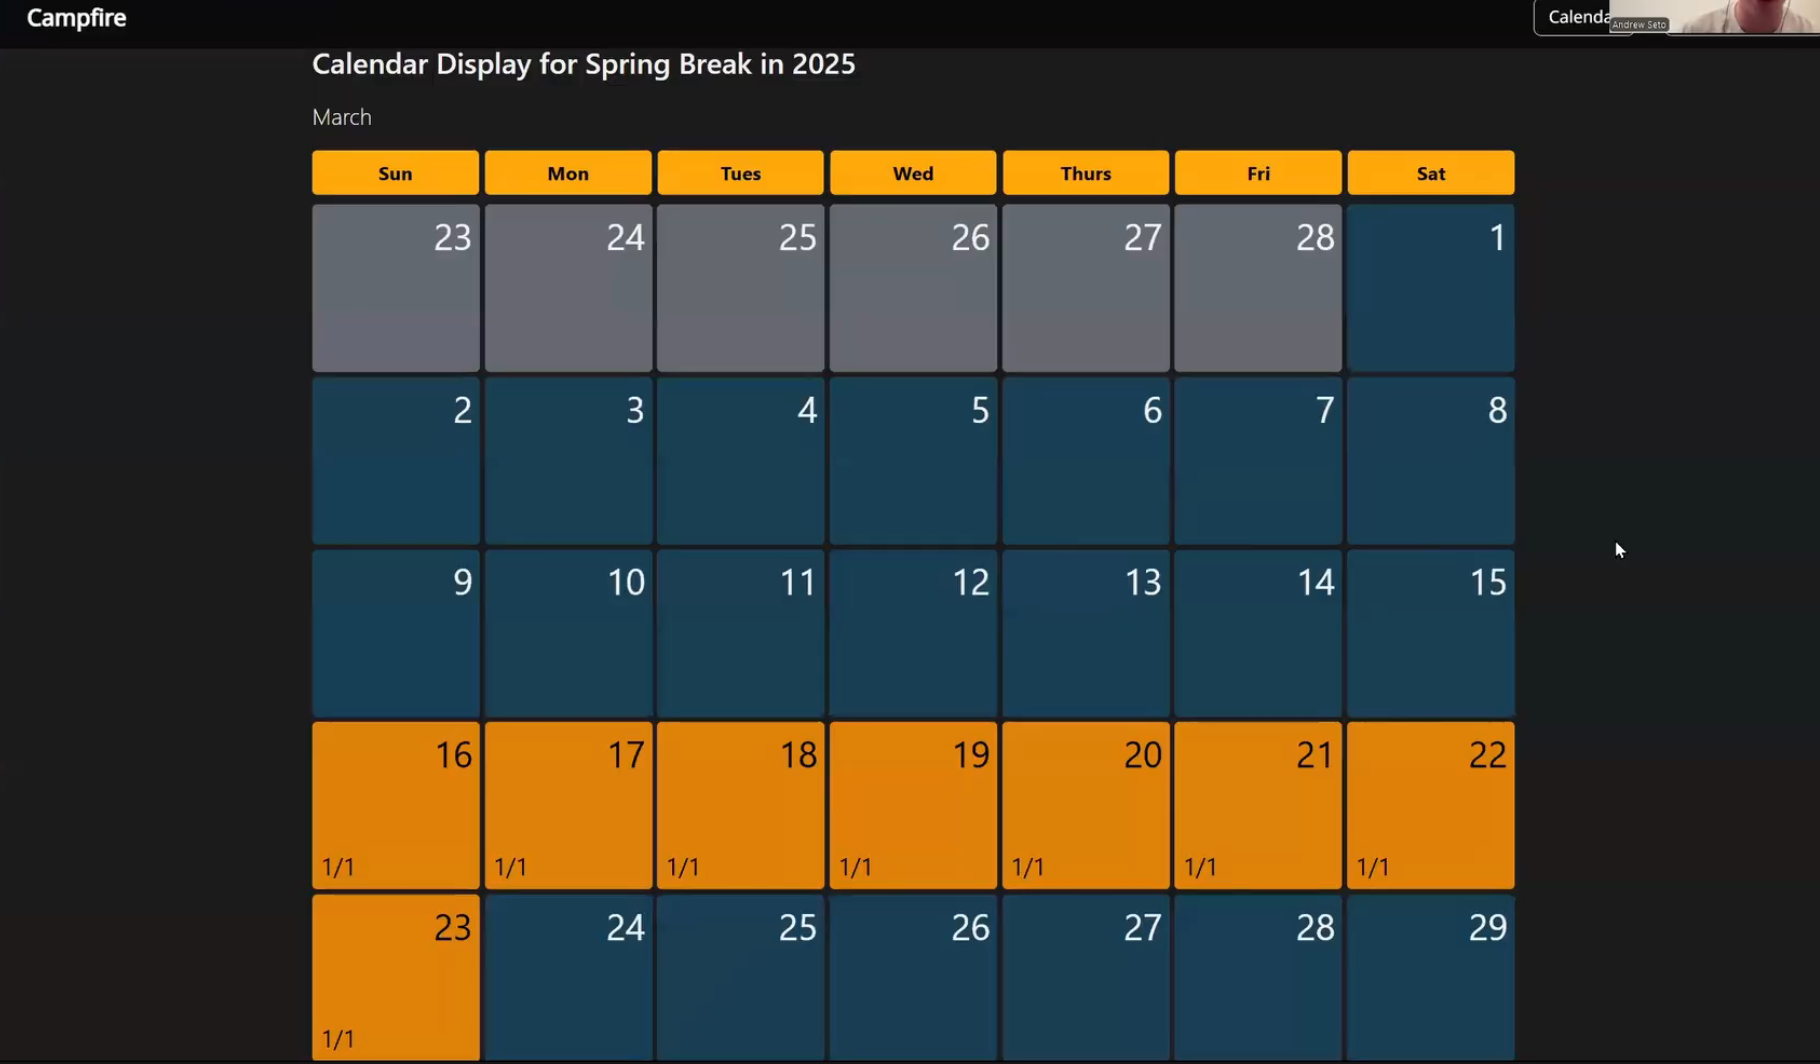 Campfire
Calenda
Andrew Seto
Calendar Display for Spring Break in 2025
March
Sun Mon Tues Wed Thurs Fri Sat
23 24 25 26 27 28 1
2 3 4 5 6 7 8
9 10 11 12 13 14 15
16 17 18 19 20 21 22
1/1 1/1 1/1 1/1 1/1 1/1 1/1
23 24 25 26 27 28 29
1/1